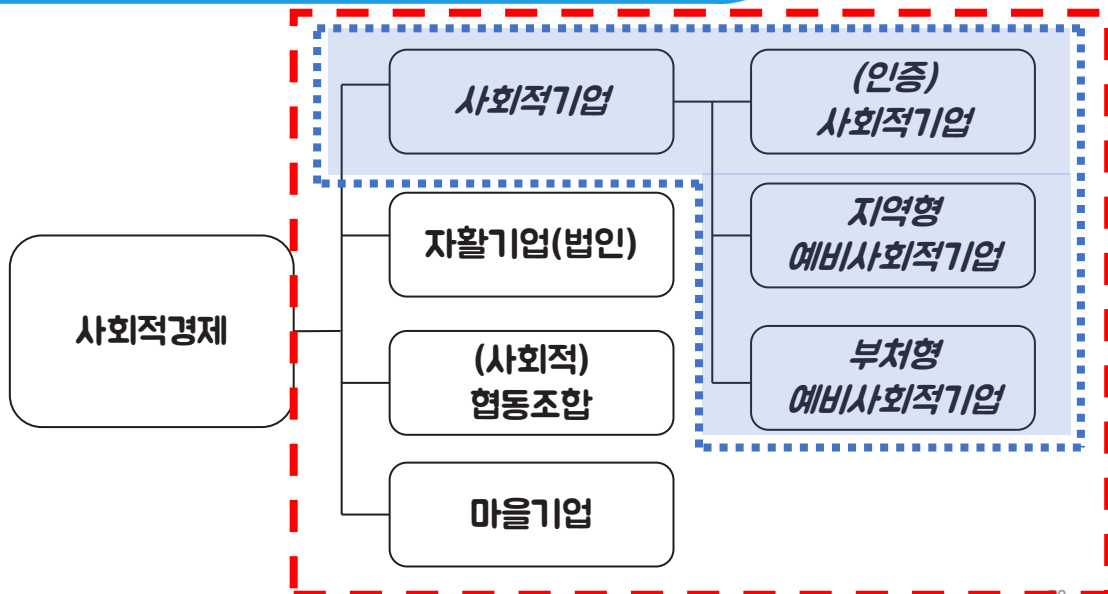 사회적기업
(인증)
사회적기업
지역형
예비사회적기업
자활기업(법인)
사회적경제
(사회적)
협동조합
부처형
예비사회적기업
마을기업